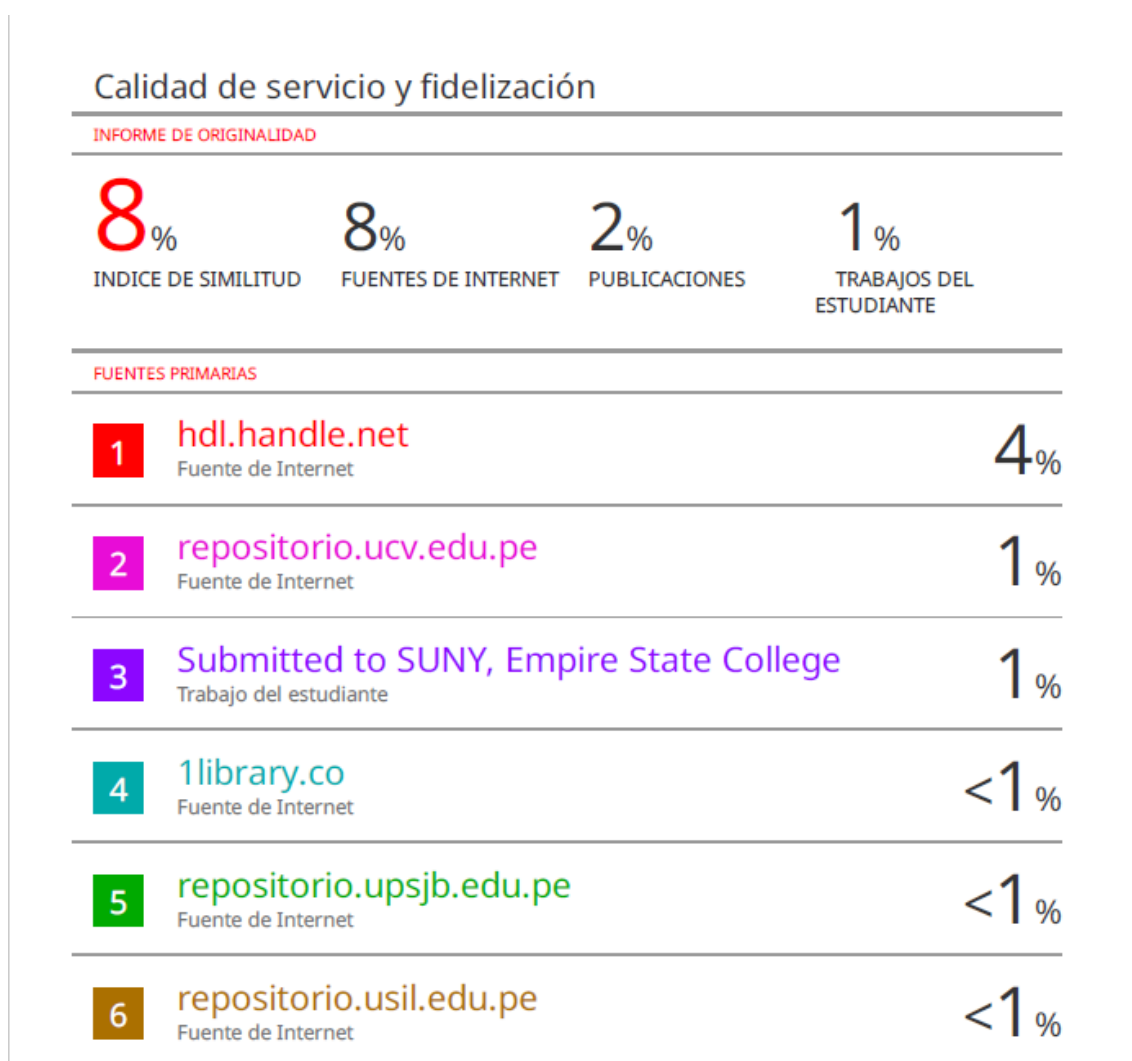 Calidad de servicio y fidelización
INFORME DE ORIGINALIDAD
8% 8% 2% 1%
INDICE DE SIMILITUD FUENTES DE INTERNET PUBLICACIONES TRABAJOS DEL
ESTUDIANTE
FUENTES PRIMARIAS
1 hdl.handle.net 4%
Fuente de Internet
2 repositorio.ucv.edu.pe 1%
Fuente de Internet
3 Submitted to SUNY, Empire State College 1%
Trabajo del estudiante
4 1library.co <1%
Fuente de Internet
5 repositorio.upsjb.edu.pe <1%
Fuente de Internet
6 repositorio.usil.edu.pe <1%
Fuente de Internet